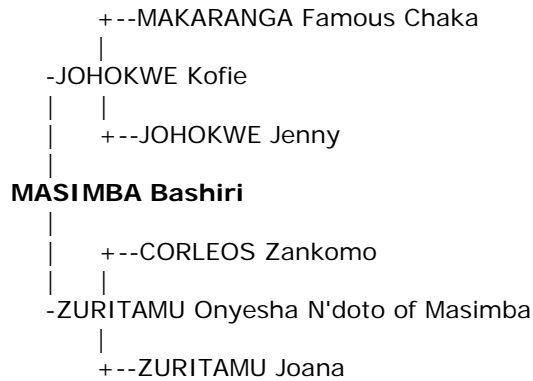 +--MAKARANGA Famous Chaka
-JOHOKWE Kofie
+--JOHOKWE Jenny
MASIMBA Bashiri
+--CORLEOS Zankomo
-ZURITAMU Onyesha N'doto of Masimba
+--ZURITAMU Joana